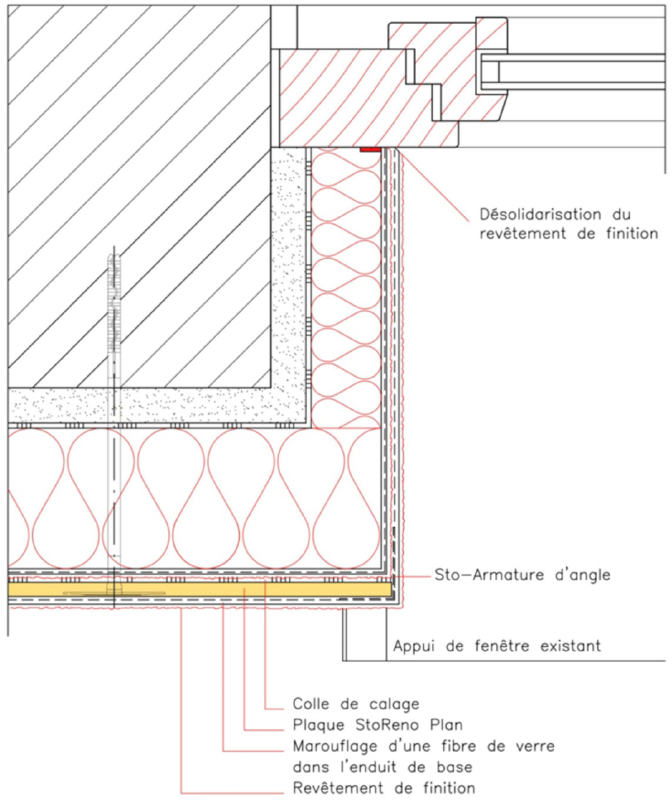 Désolidarisation du
revêtement de finition
Sto-Armature d'angle
Appui de fenêtre existant
Colle de calage
Plaque StoReno Plan
Marouflage d'une fibre de verre
dans l'enduit de base
Revêtement de finition